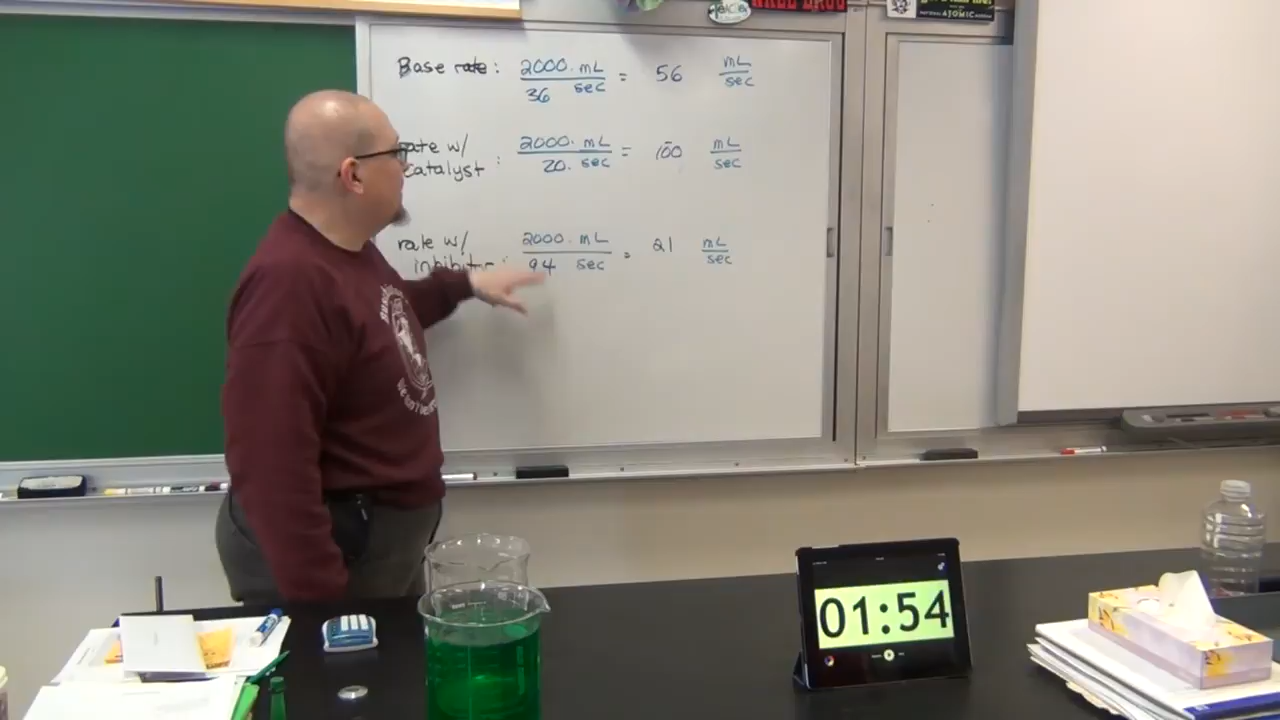 Base rate: 2000. mL = 56 mL
36 sec sec
rate w/ 2000. mL = 100 mL
catalyst : 20. sec sec
rate w/ 2000. mL = 21 mL
94 sec sec
01:54
ATOMIC